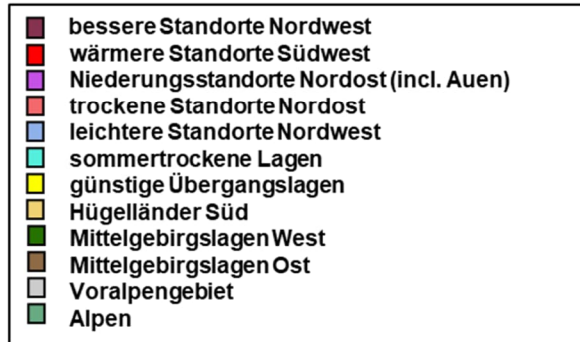 bessere Standorte Nordwest
wärmere Standorte Südwest
Niederungsstandorte Nordost (incl. Auen)
trockene Standorte Nordost
leichtere Standorte Nordwest
sommertrockene Lagen
günstige Übergangslagen
Hügelländer Süd
Mittelgebirgslagen West
Mittelgebirgslagen Ost
Voralpengebiet
Alpen